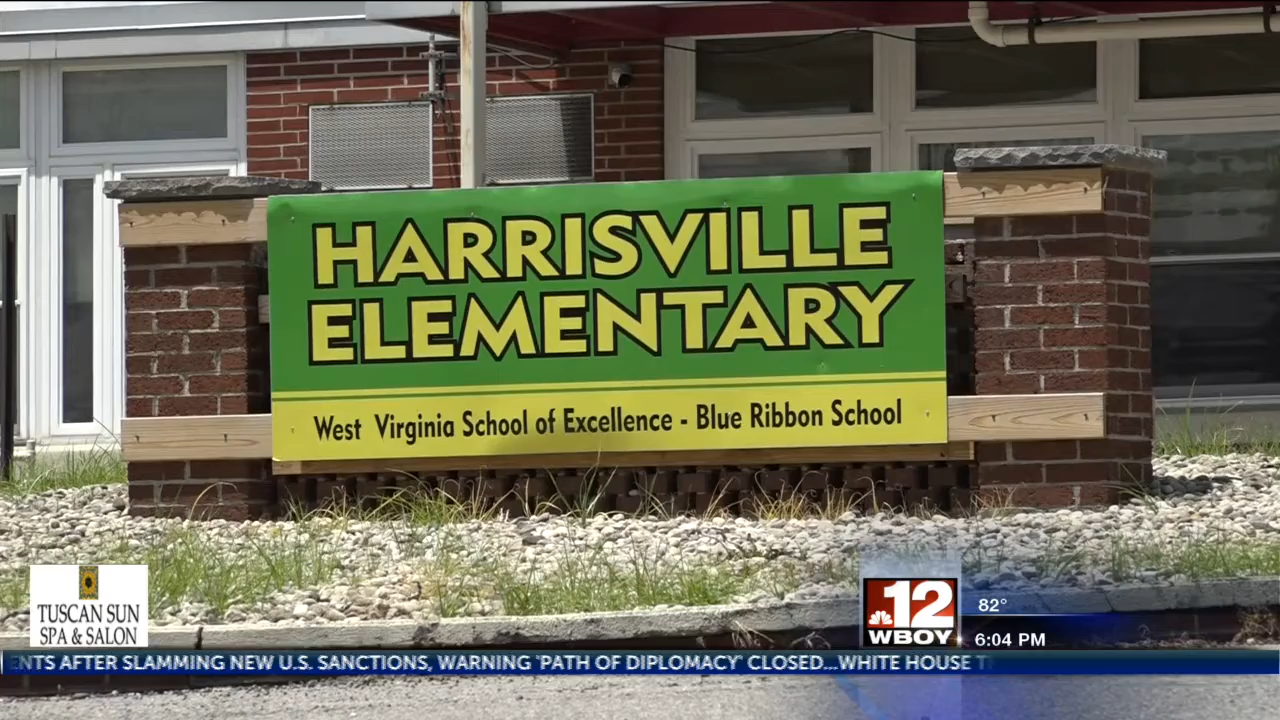 HARRISVILLE
ELEMENTARY
West Virginia School of Excellence - Blue Ribbon School
TUSCAN SUN
SPA & SALON
12
WBOY
82°
6:04 PM
AFTER SLAMMING NEW U.S. SANCTIONS, WARNING 'PATH OF DIPLOMACY' CLOSED...WHITE HOUSE